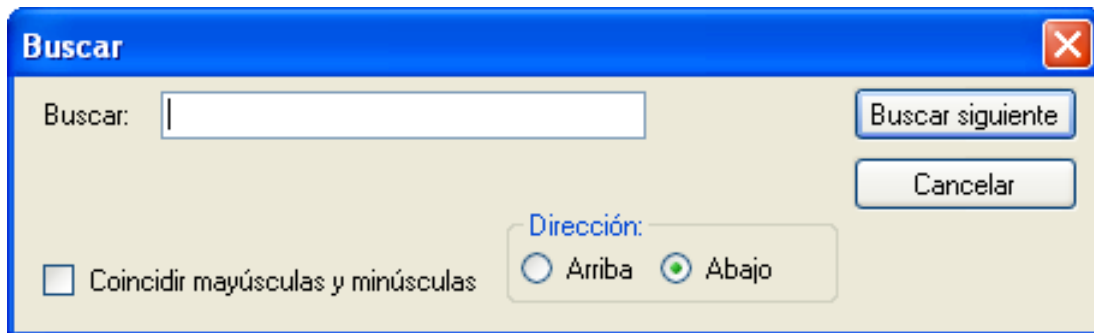 Buscar
Buscar:
Buscar siguiente
Cancelar
Dirección:
Coincidir mayúsculas y minúsculas
Arriba
Abajo